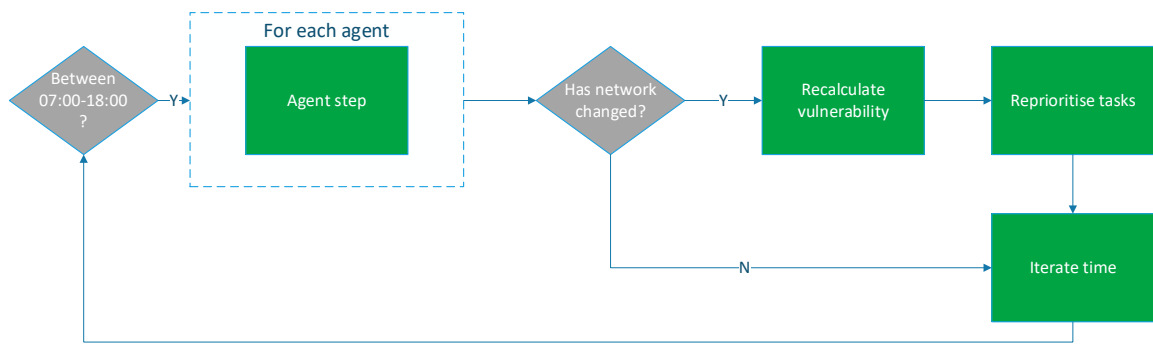 For each agent
Between
07:00-18:00
?
Y
Agent step
Has network
changed?
Y
Recalculate
vulnerability
Reprioritise tasks
N
Iterate time